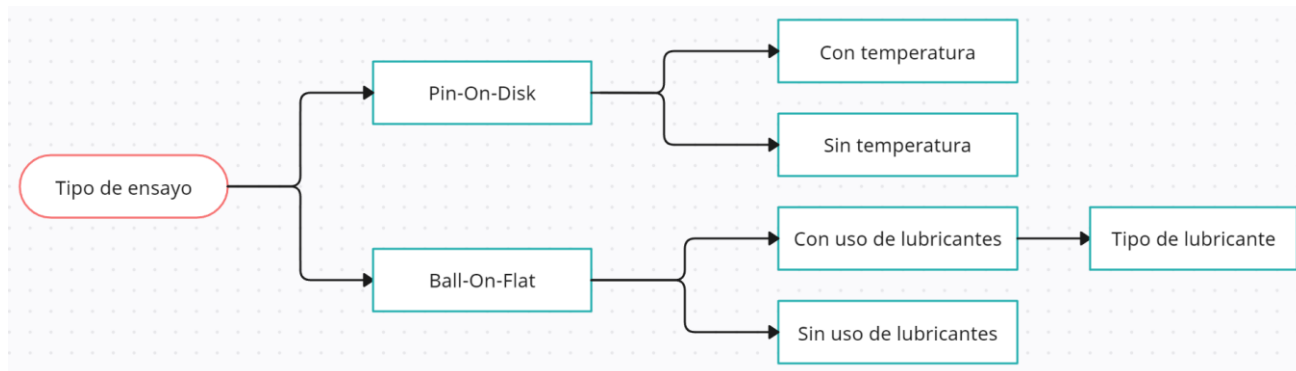 Tipo de ensayo
Pin-On-Disk
Con temperatura
Sin temperatura
Ball-On-Flat
Con uso de lubricantes
Tipo de lubricante
Sin uso de lubricantes